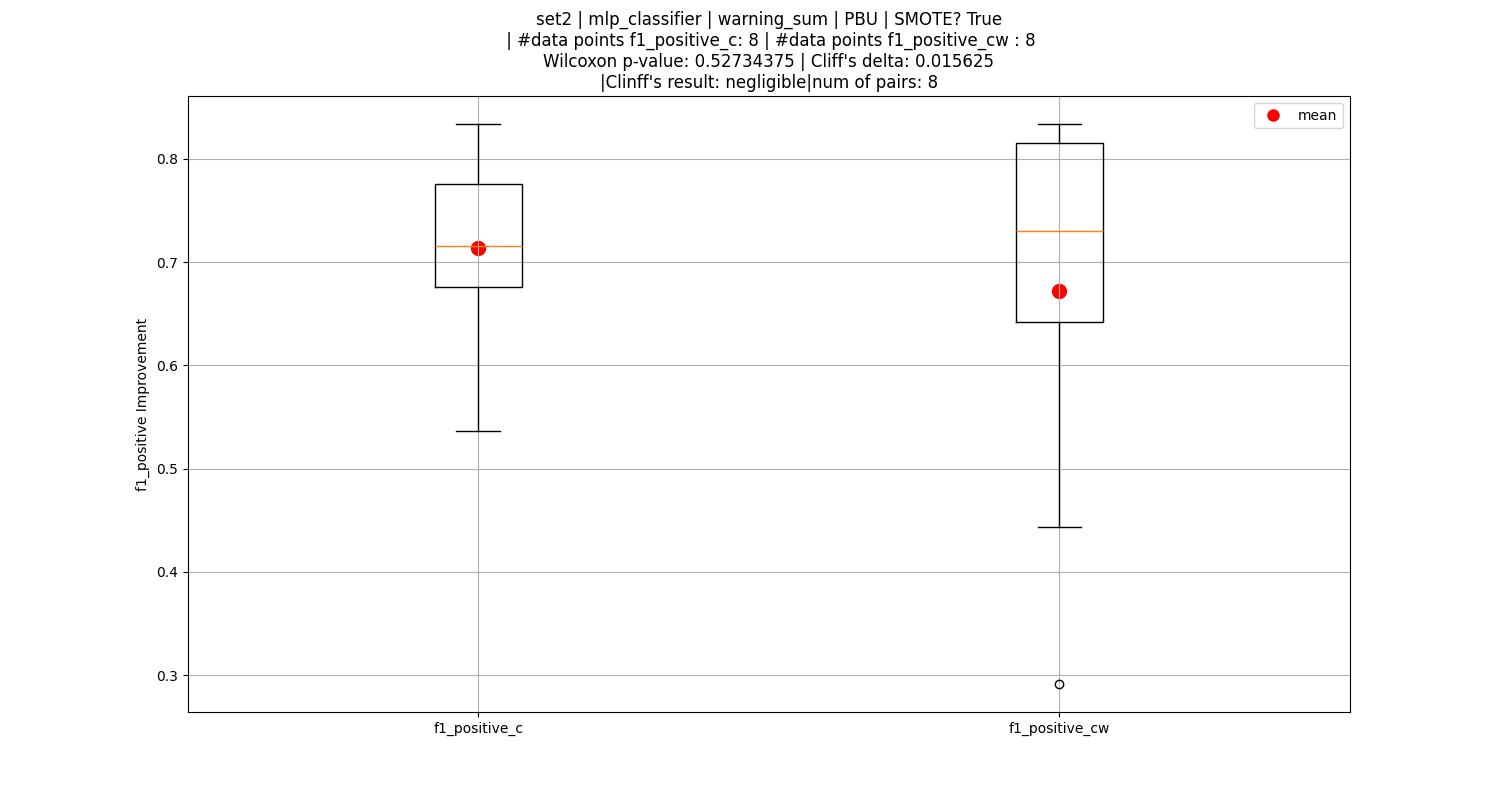 set2 | mlp_classifier | warning_sum | PBU | SMOTE? True
| #data points f1_positive_c: 8 | #data points f1_positive_cw : 8
Wilcoxon p-value: 0.52734375 | Cliff's delta: 0.015625
|Clinff's result: negligible|num of pairs: 8
mean
f1_positive Improvement
0.8
0.7
0.6
0.5
0.4
0.3
f1_positive_c
f1_positive_cw